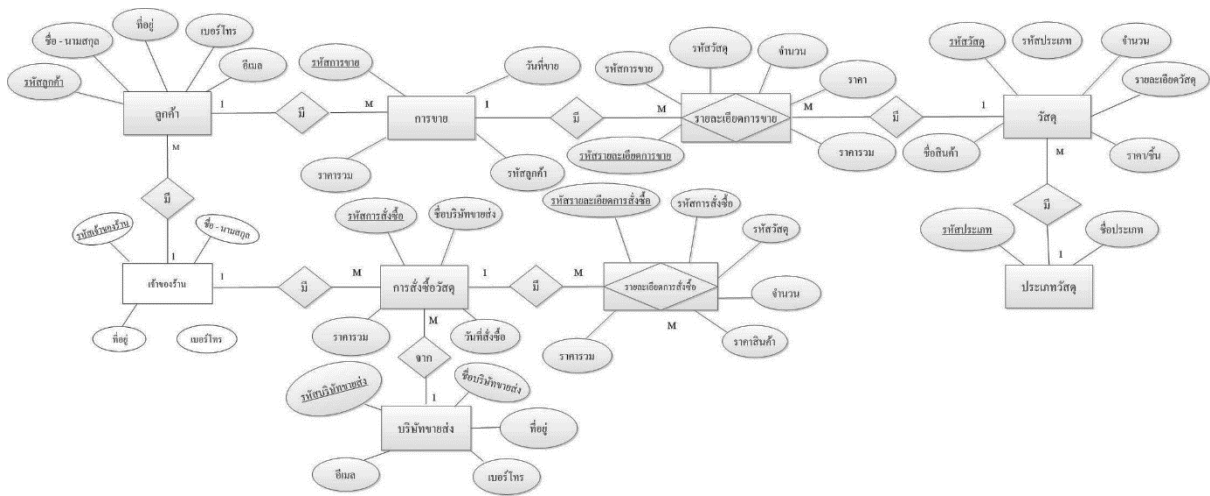 ที่อยู่
ชื่อ - นามสกุล
เบอร์โทร
รหัสลูกค้า
อีเมล
ลูกค้า
1
มี
M
M
รหัสการขาย
วันที่ขาย
การขาย
1
มี
M
ราคารวม
รหัสลูกค้า
รหัสวัสดุ
จำนวน
รหัสการขาย
ราคา
รายละเอียดการขาย
รหัสรายละเอียดการขาย
ราคารวม
M
มี
1
รหัสวัสดุ
รหัสประเภท
จำนวน
รายละเอียดวัสดุ
วัสดุ
ชื่อสินค้า
ราคา/ชิ้น
M
มี
1
รหัสประเภท
ชื่อประเภท
ประเภทวัสดุ
มี
1
รหัสเจ้าของร้าน
ชื่อ - นามสกุล
เจ้าของร้าน
ที่อยู่
เบอร์โทร
1
มี
M
รหัสการสั่งซื้อ
ชื่อบริษัทขายส่ง
การสั่งซื้อวัสดุ
ราคารวม
วันที่สั่งซื้อ
1
มี
M
รหัสรายละเอียดการสั่งซื้อ
รหัสการสั่งซื้อ
รหัสวัสดุ
รายละเอียดการสั่งซื้อ
จำนวน
ราคาสินค้า
ราคารวม
M
M
จาก
1
รหัสบริษัทขายส่ง
ชื่อบริษัทขายส่ง
บริษัทขายส่ง
ที่อยู่
อีเมล
เบอร์โทร